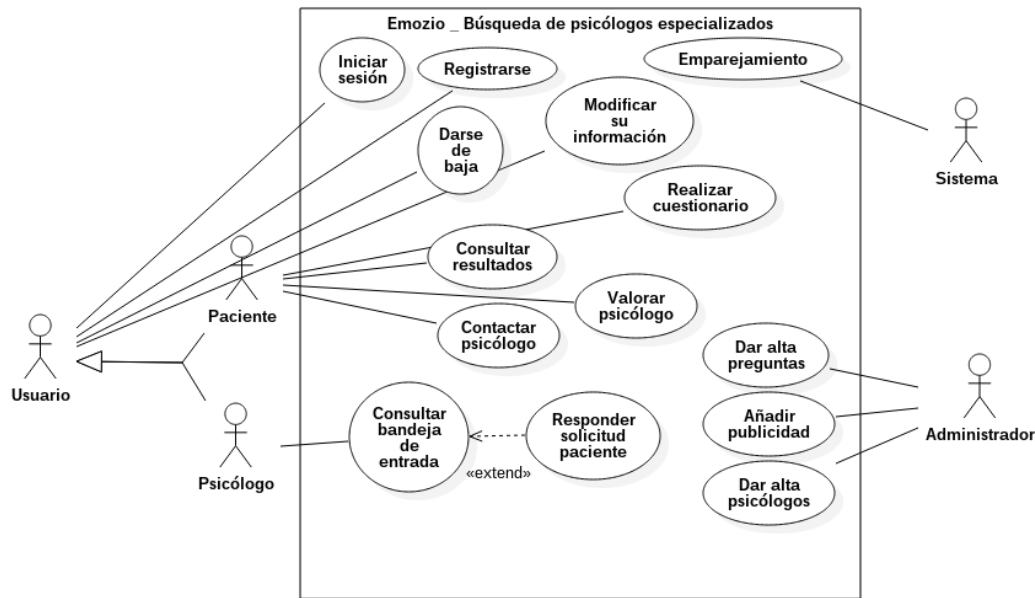 Emozio _ Búsqueda de psicólogos especializados
Iniciar
sesión
Registrarse
Emparejamiento
Modificar
su
información
Darse
de
baja
Sistema
Realizar
cuestionario
Consultar
resultados
Paciente
Valorar
psicólogo
Contactar
psicólogo
Usuario
Dar alta
preguntas
Consultar
bandeja
de
entrada
Responder
solicitud
paciente
«extend»
Añadir
publicidad
Administrador
Psicólogo
Dar alta
psicólogos